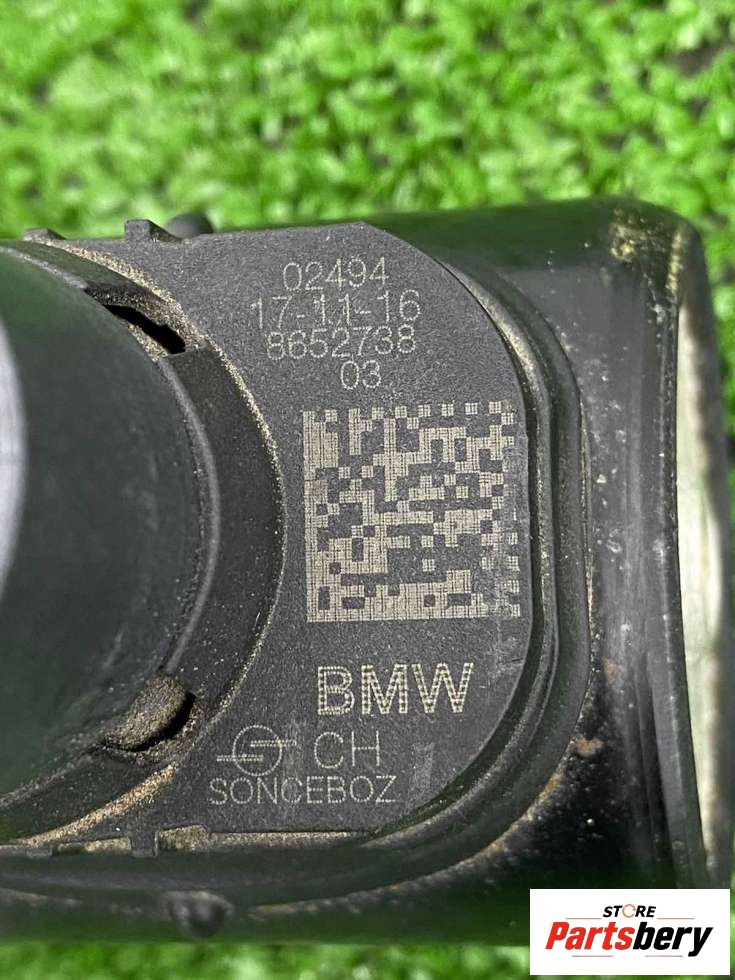 02494
17-11-16
8652738
03
BMW
CH
SONCEBOZ
STORE
Partsbery